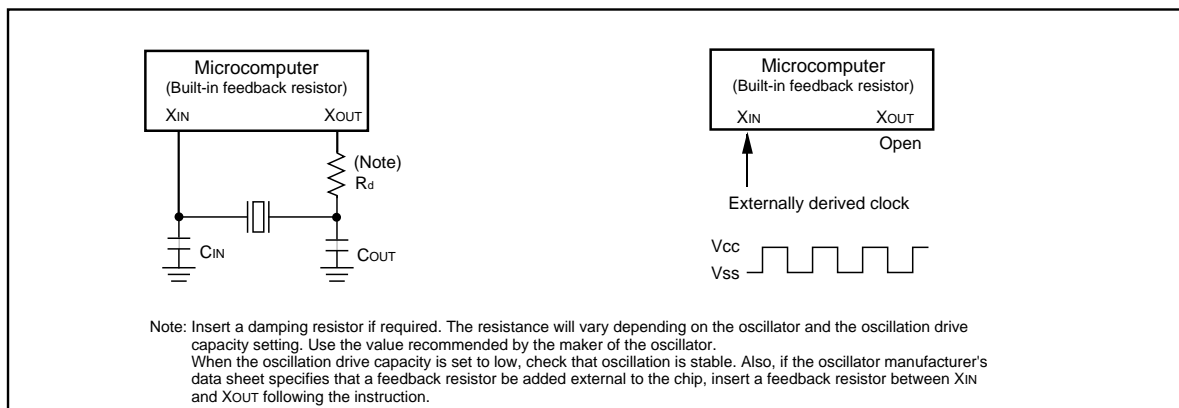 Microcomputer
(Built-in feedback resistor)
XIN XOUT
(Note)
Rd
CIN
COUT
Microcomputer
(Built-in feedback resistor)
XIN XOUT
Open
Externally derived clock
Vcc
Vss
Note: Insert a damping resistor if required. The resistance will vary depending on the oscillator and the oscillation drive
capacity setting. Use the value recommended by the maker of the oscillator.
When the oscillation drive capacity is set to low, check that oscillation is stable. Also, if the oscillator manufacturer's
data sheet specifies that a feedback resistor be added external to the chip, insert a feedback resistor between XIN
and XOUT following the instruction.